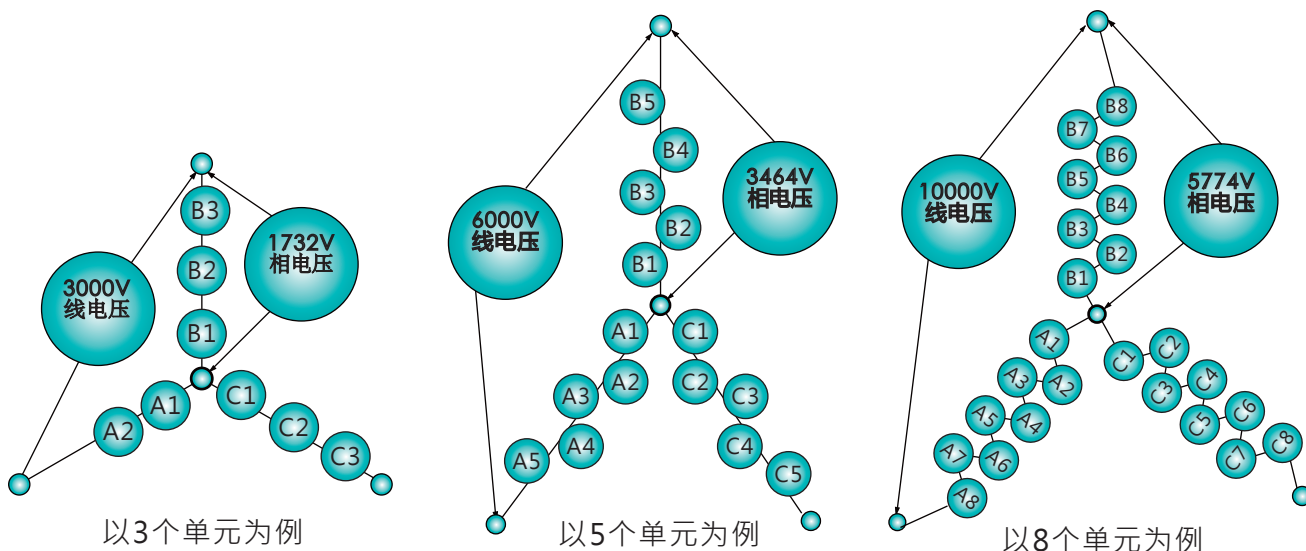 3000V
线电压
1732V
相电压
B3
B2
B1
A1
A2
C1
C2
C3
以3个单元为例
6000V
线电压
3464V
相电压
B5
B4
B3
B2
B1
A1
A2
A3
A4
A5
C1
C2
C3
C4
C5
以5个单元为例
10000V
线电压
5774V
相电压
B8
B7
B6
B5
B4
B3
B2
B1
A1
A2
A3
A4
A5
A6
A7
A8
C1
C2
C3
C4
C5
C6
C7
C8
以8个单元为例